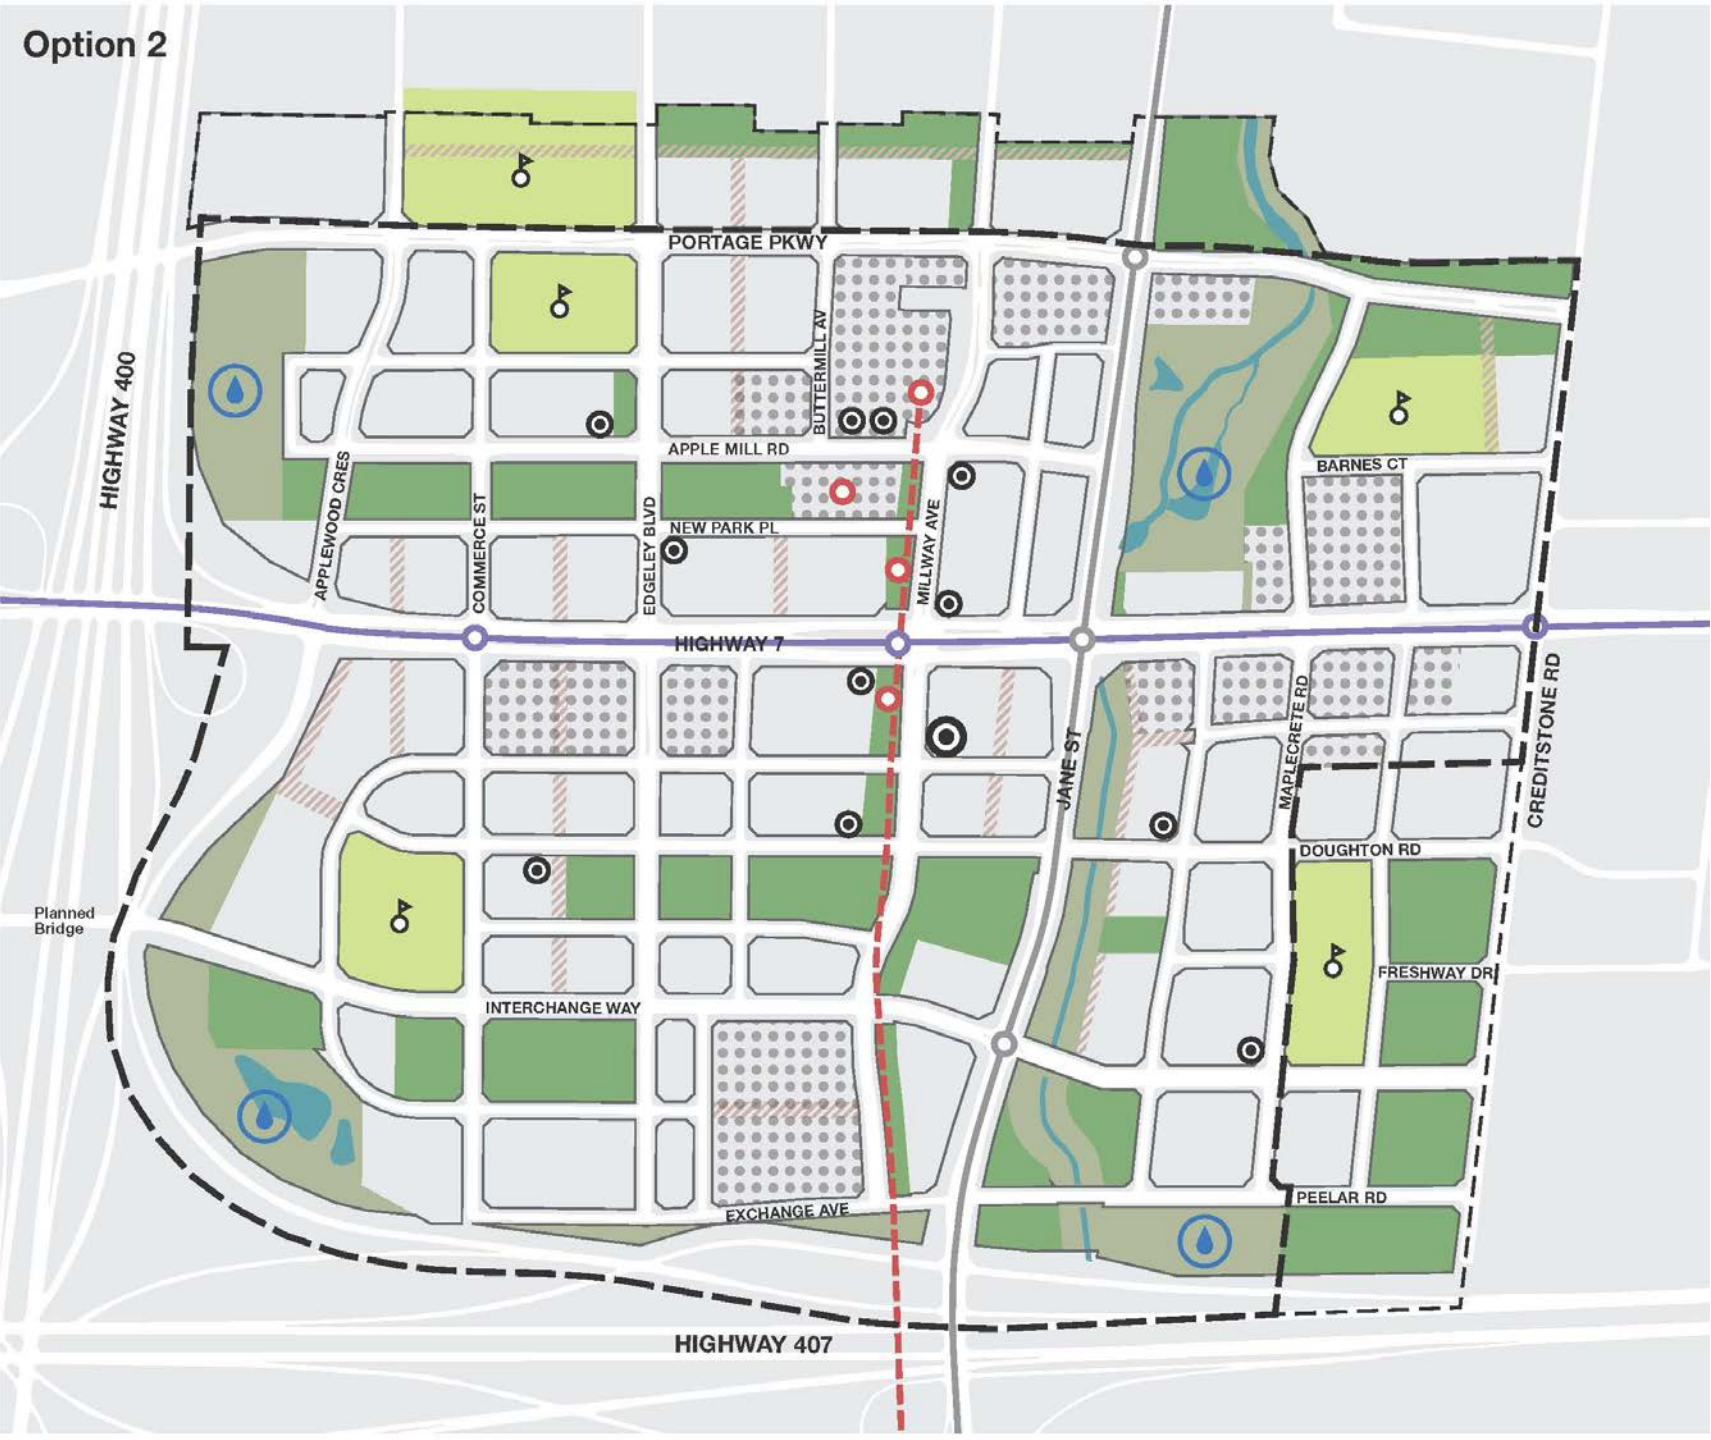 Option 2
PORTAGE PKWY
HIGHWAY 400
BUTTERMILL AV
APPLE MILL RD
BARNES CT
APPLEWOOD CRES
COMMERCE ST
EDGELEY BLVD
NEW PARK PL
MILLWAY AVE
HIGHWAY 7
JANE ST
MAPLECRETE RD
CREDITSTONE RD
DOUGHTON RD
Planned
Bridge
FRESHWAY DR
INTERCHANGE WAY
PEELAR RD
EXCHANGE AVE
HIGHWAY 407